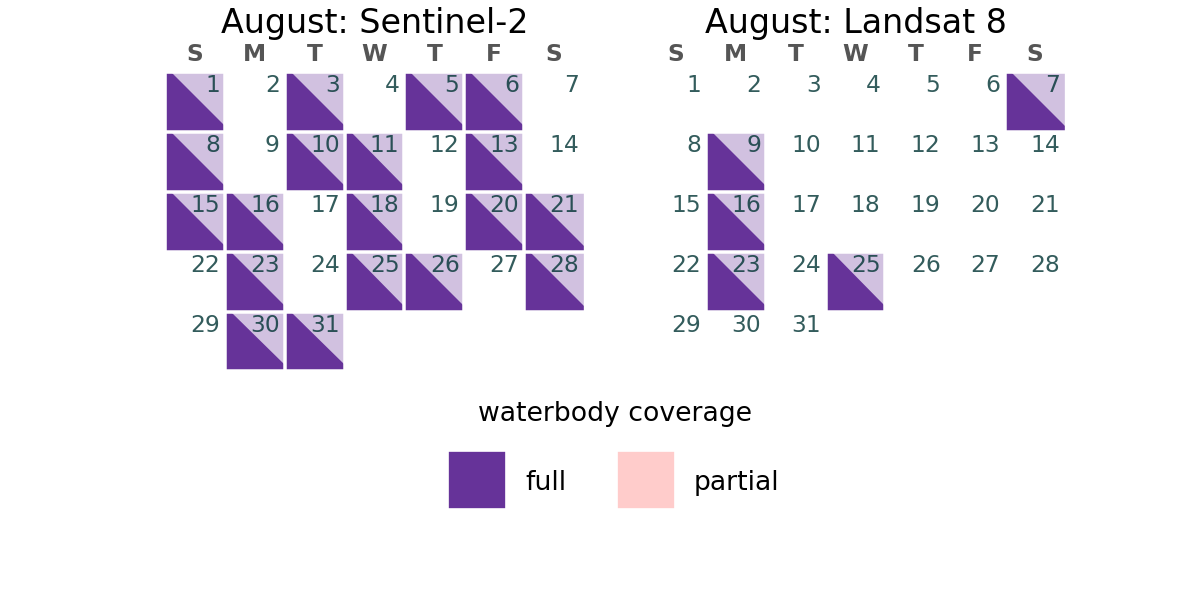 August: Sentinel-2
S M T W T F S
1 2 3 4 5 6 7
8 9 10 11 12 13 14
15 16 17 18 19 20 21
22 23 24 25 26 27 28
29 30 31
August: Landsat 8
S M T W T F S
1 2 3 4 5 6 7
8 9 10 11 12 13 14
15 16 17 18 19 20 21
22 23 24 25 26 27 28
29 30 31
waterbody coverage
full partial